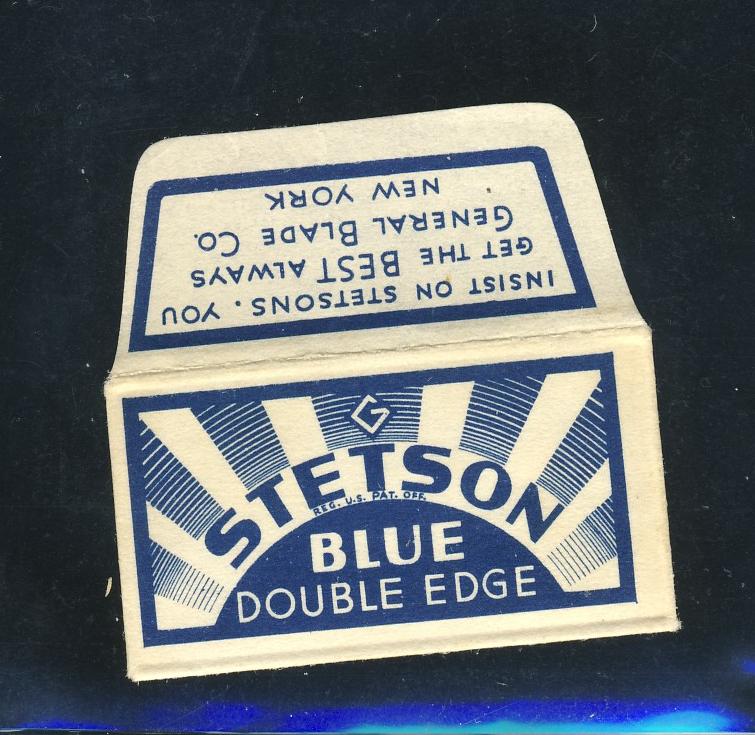 INSIST ON STETSONS. YOU
GET THE BEST ALWAYS
GENERAL BLADE CO.
NEW YORK
G
STETSON
REG. U.S. PAT. OFF.
BLUE
DOUBLE EDGE